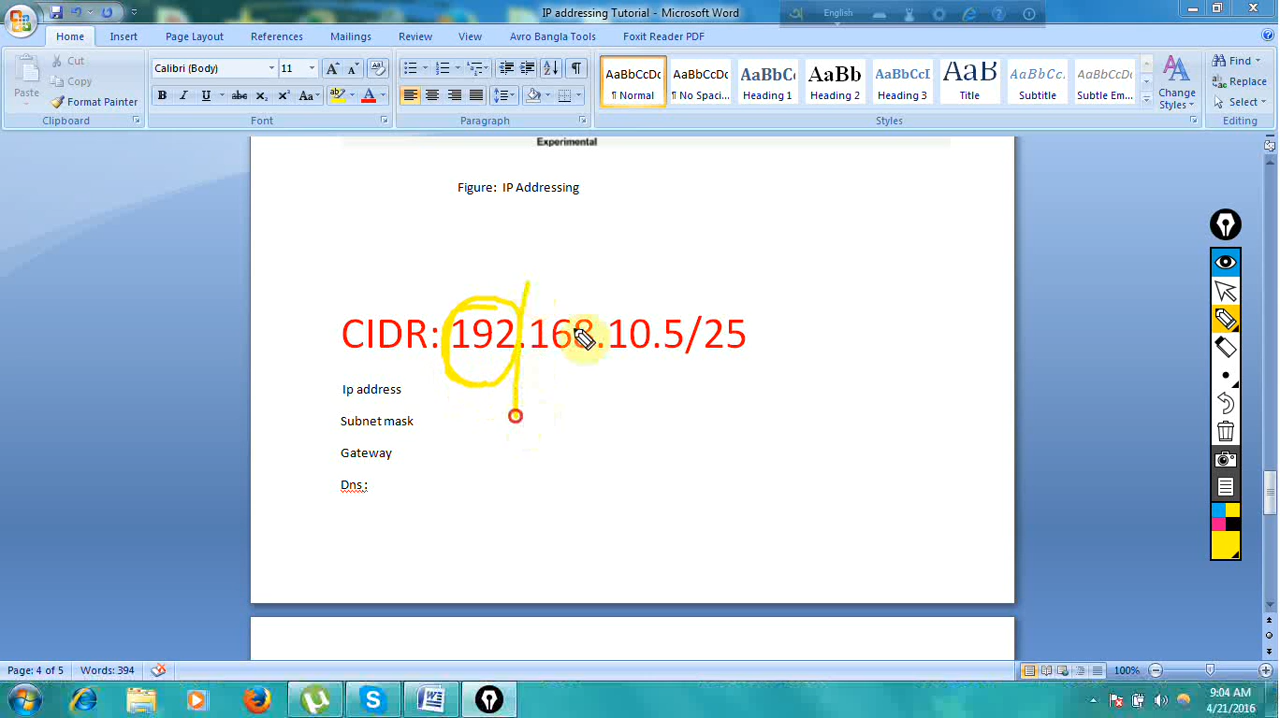 IP addressing Tutorial - Microsoft Word
English
Home Insert Page Layout References Mailings Review View Avro Bangla Tools Foxit Reader PDF
Paste
Cut
Copy
Format Painter
Clipboard
Calibri (Body) 11
Font
Paragraph
AaBbCcDc AaBbCcDc AaBbC AaBb AaBbCcI AaB AaBbCc. AaBbCcDc
¶ Normal ¶ No Spaci... Heading 1 Heading 2 Heading 3 Title Subtitle Subtle Em...
Styles
Change Styles
Find
Replace
Select
Editing
Experimental
Figure: IP Addressing
CIDR: 192.168.10.5/25
Ip address
Subnet mask
Gateway
Dns:
Page: 4 of 5 Words: 394
100%
9:04 AM
4/21/2016